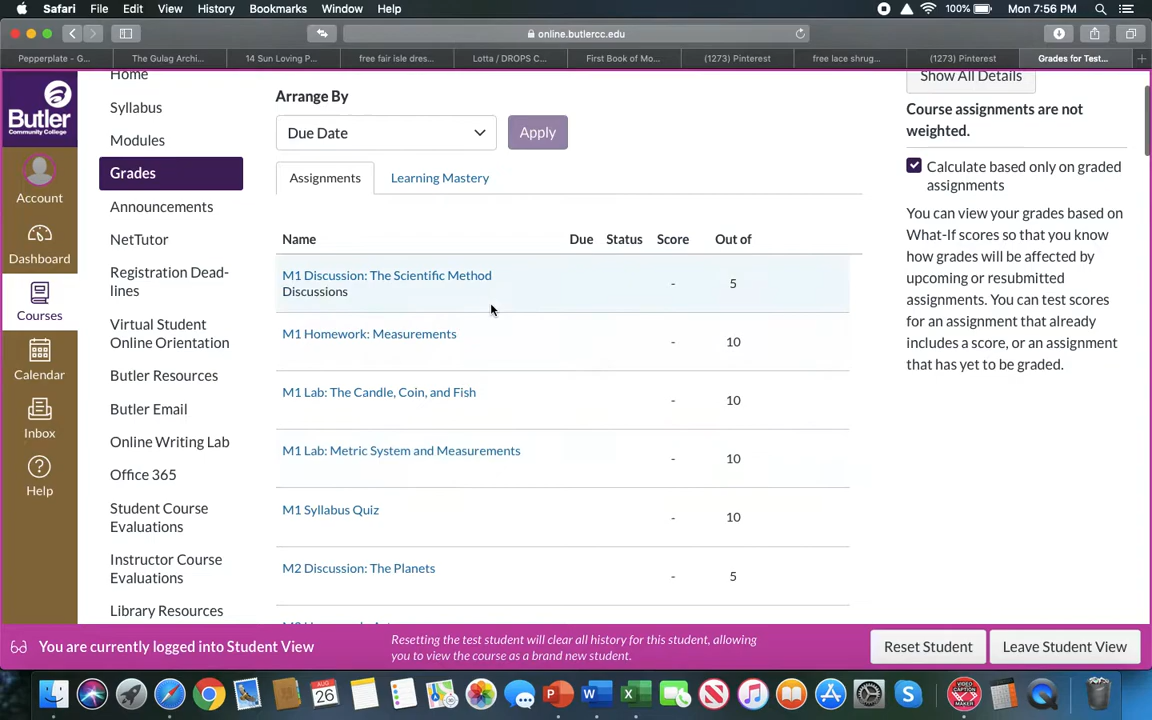 Safari File Edit View History Bookmarks Window Help 100% Mon 7:56 PM
online.butlercc.edu
Pepperplate - G... The Gulag Archi... 14 Sun Loving P... free fair isle dres... Lotta / DROPS C... First Book of Mo... (1273) Pinterest free lace shrug... (1273) Pinterest Grades for Test...
Butler
Community College
Account
Dashboard
Courses
Calendar
Inbox
Help
Home
Syllabus
Modules
Grades
Announcements
NetTutor
Registration Dead-
lines
Virtual Student
Online Orientation
Butler Resources
Butler Email
Online Writing Lab
Office 365
Student Course
Evaluations
Instructor Course
Evaluations
Library Resources
Arrange By
Due Date Apply
Assignments Learning Mastery
Name Due Status Score Out of
M1 Discussion: The Scientific Method
Discussions
- 5
M1 Homework: Measurements
- 10
M1 Lab: The Candle, Coin, and Fish
- 10
M1 Lab: Metric System and Measurements
- 10
M1 Syllabus Quiz
- 10
M2 Discussion: The Planets
- 5
Show All Details
Course assignments are not
weighted.
Calculate based only on graded
assignments
You can view your grades based on
What-If scores so that you know
how grades will be affected by
upcoming or resubmitted
assignments. You can test scores
for an assignment that already
includes a score, or an assignment
that has yet to be graded.
You are currently logged into Student View
Resetting the test student will clear all history for this student, allowing
you to view the course as a brand new student.
Reset Student Leave Student View
AUG
26